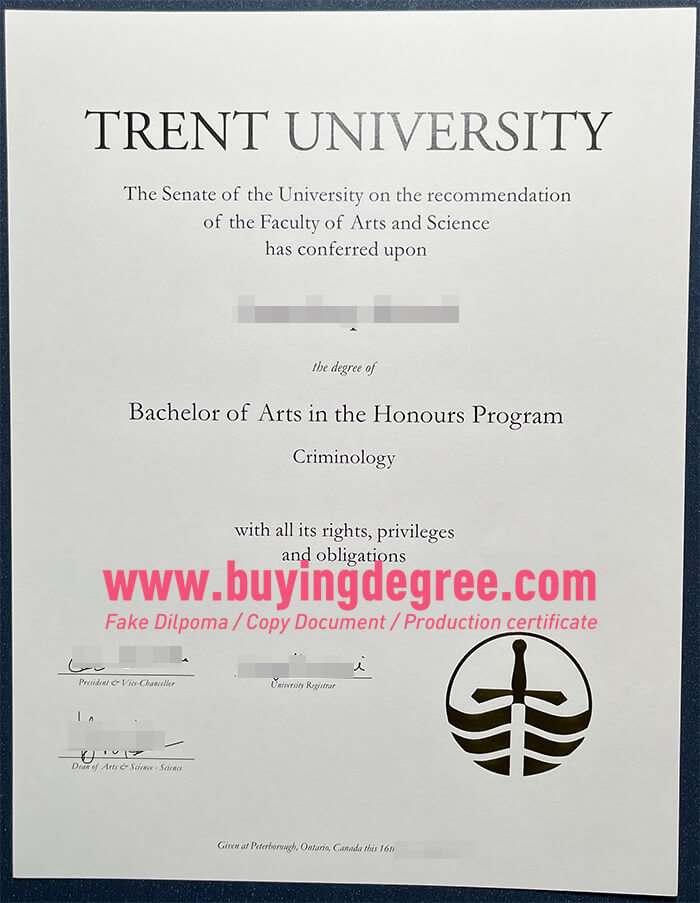 TRENT UNIVERSITY
The Senate of the University on the recommendation
of the Faculty of Arts and Science
has conferred upon
the degree of
Bachelor of Arts in the Honours Program
Criminology
with all its rights, privileges
and obligations
www.buyingdegree.com
Fake Dilpoma / Copy Document / Production certificate
President & Vice-Chancellor
University Registrar
Dean of Arts & Science - Science
Given at Peterborough, Ontario, Canada this 16th